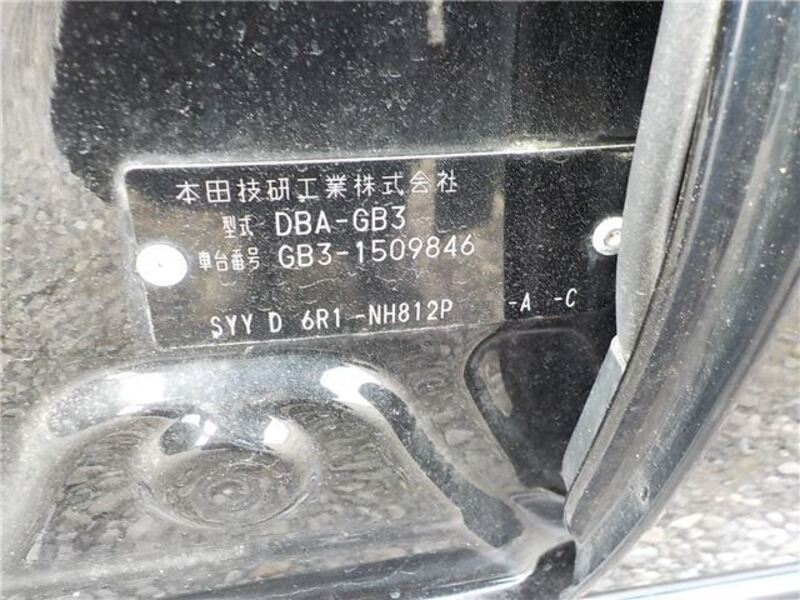 本田技研工業株式会社
型式 DBA-GB3
車台番号 GB3-1509846
SYY D 6R1 -NH812P -A -C